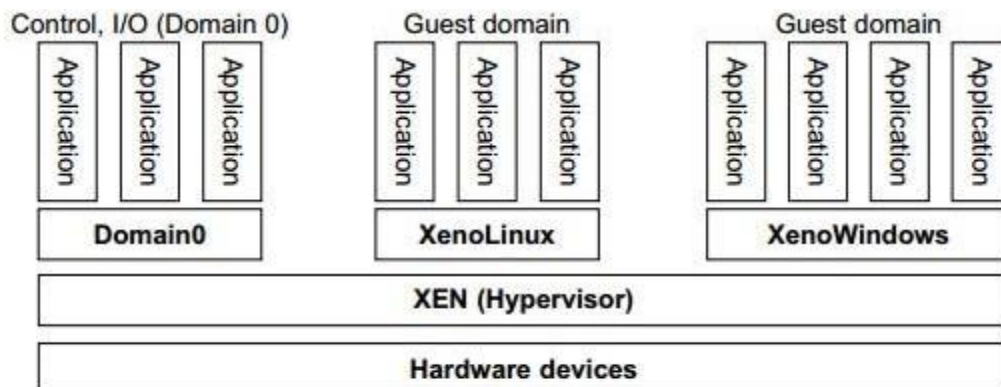 Control, I/O (Domain 0)
Guest domain
Guest domain
Application
Application
Application
Application
Application
Application
Application
Application
Application
Application
Domain0
XenoLinux
XenoWindows
XEN (Hypervisor)
Hardware devices